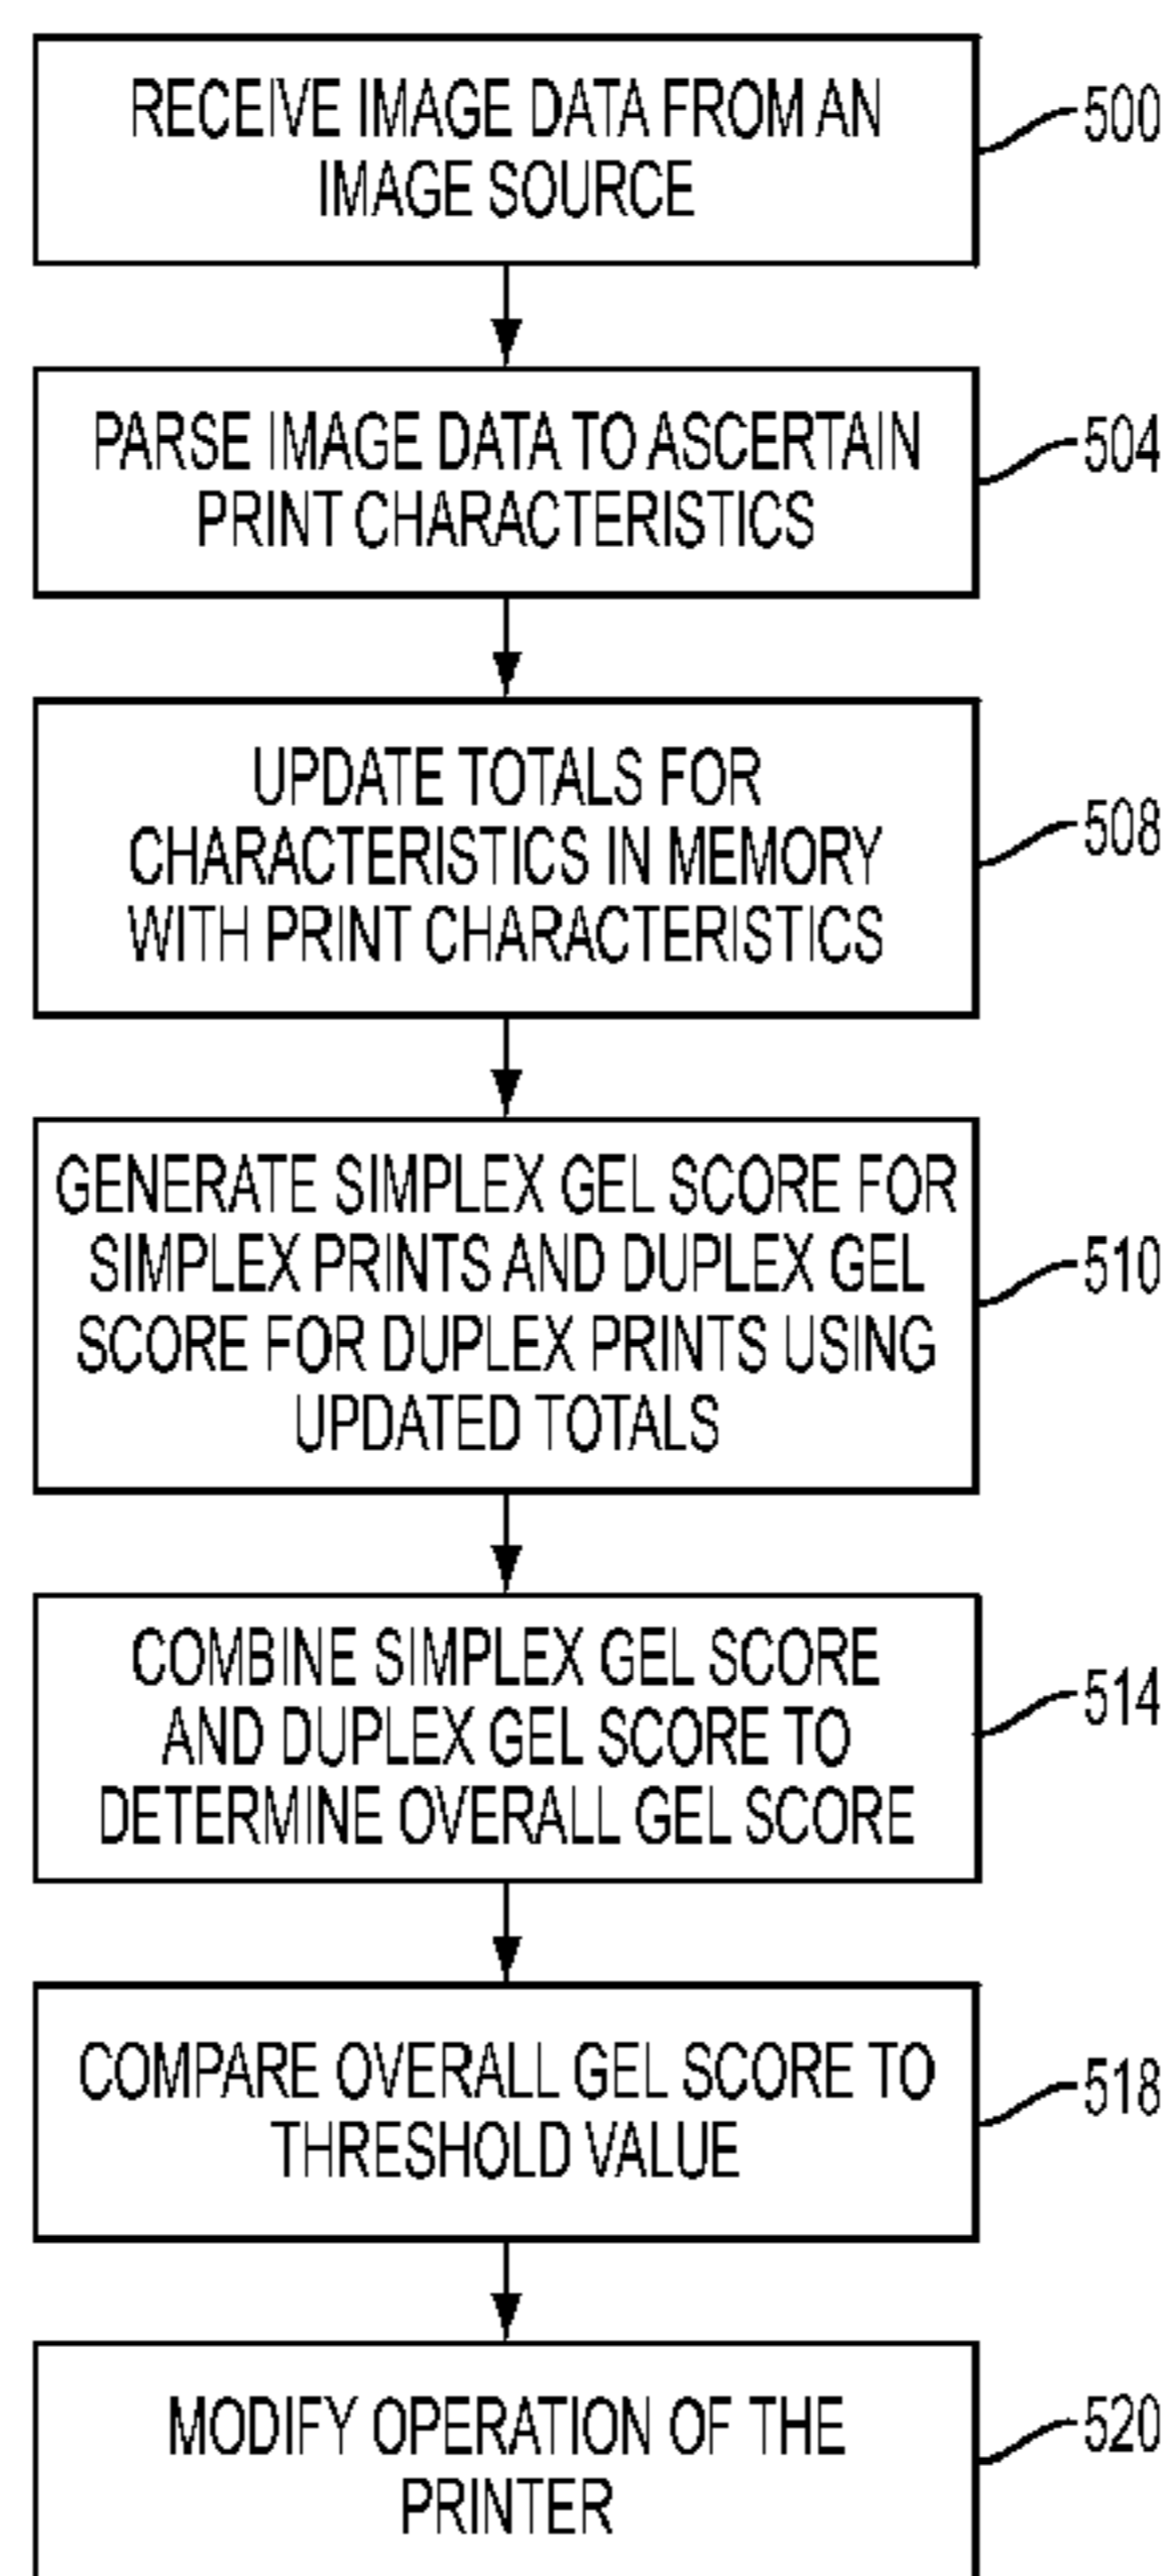 RECEIVE IMAGE DATA FROM AN
IMAGE SOURCE
500
PARSE IMAGE DATA TO ASCERTAIN
PRINT CHARACTERISTICS
504
UPDATE TOTALS FOR
CHARACTERISTICS IN MEMORY
WITH PRINT CHARACTERISTICS
508
GENERATE SIMPLEX GEL SCORE FOR
SIMPLEX PRINTS AND DUPLEX GEL
SCORE FOR DUPLEX PRINTS USING
UPDATED TOTALS
510
COMBINE SIMPLEX GEL SCORE
AND DUPLEX GEL SCORE TO
DETERMINE OVERALL GEL SCORE
514
COMPARE OVERALL GEL SCORE TO
THRESHOLD VALUE
518
MODIFY OPERATION OF THE
PRINTER
520